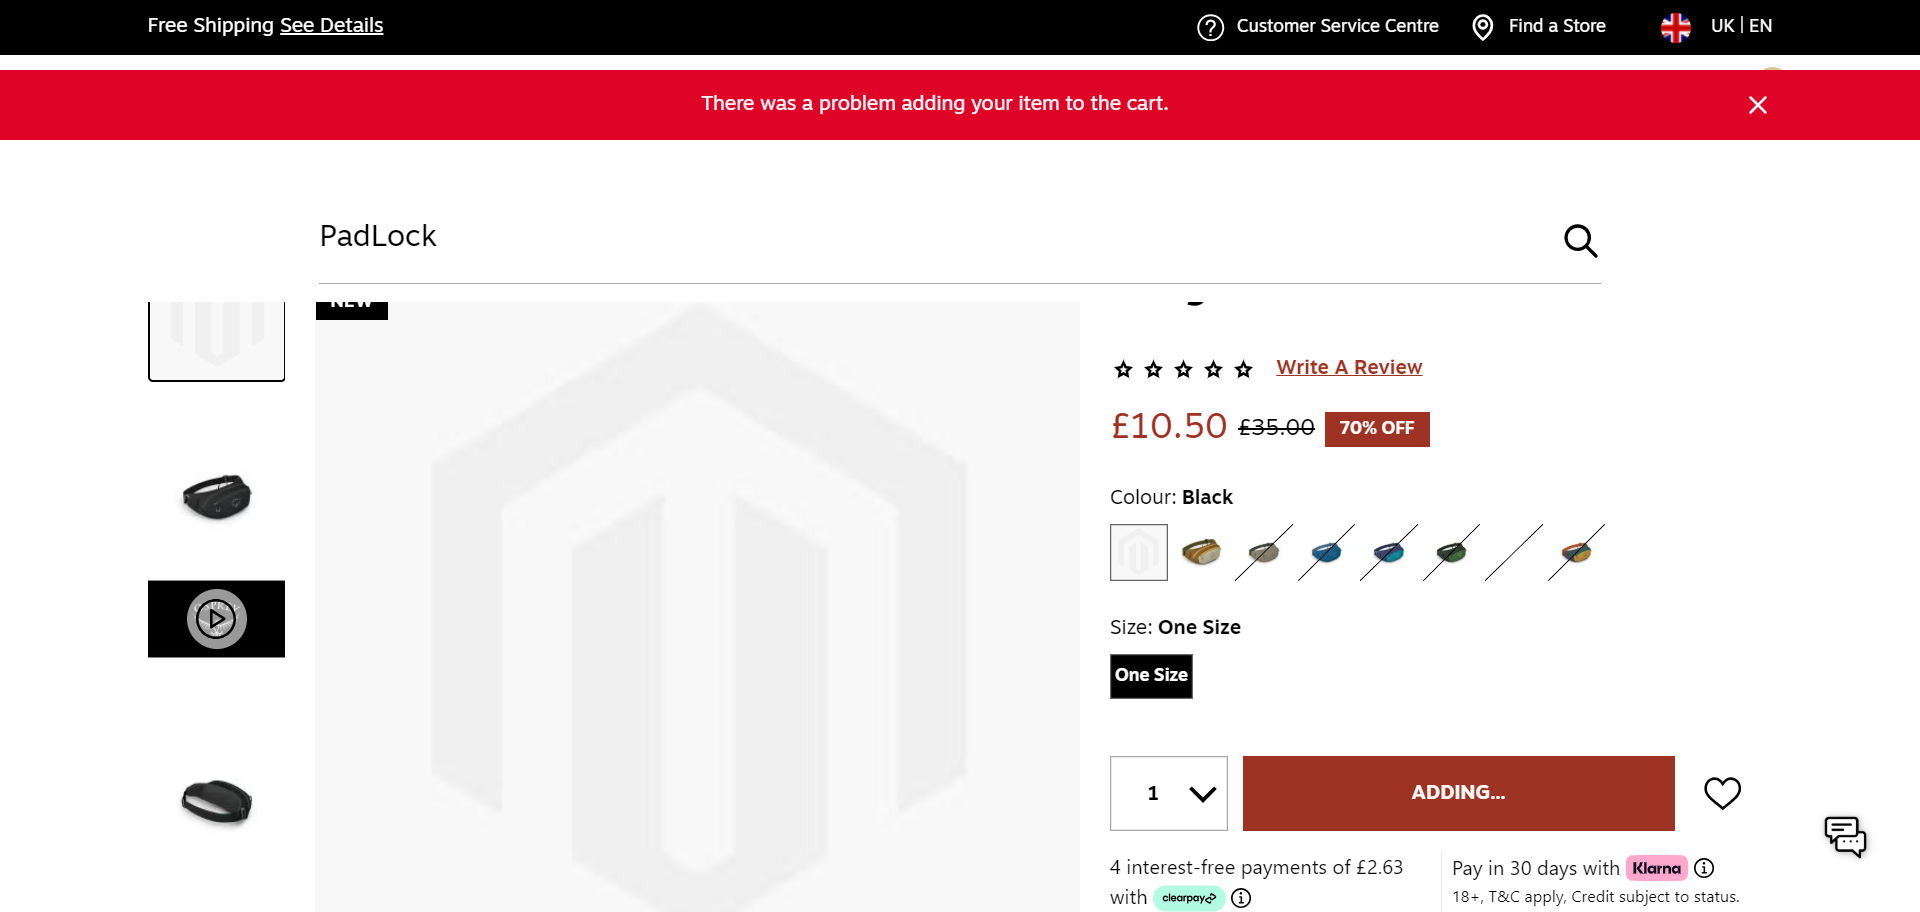 Free Shipping See Details
Customer Service Centre
Find a Store
UK | EN
There was a problem adding your item to the cart.
PadLock
NEW
Write A Review
£10.50 £35.00 70% OFF
Colour: Black
OSPREY
Size: One Size
One Size
1
ADDING...
4 interest-free payments of £2.63
with clearpay
Pay in 30 days with Klarna
18+, T&C apply, Credit subject to status.